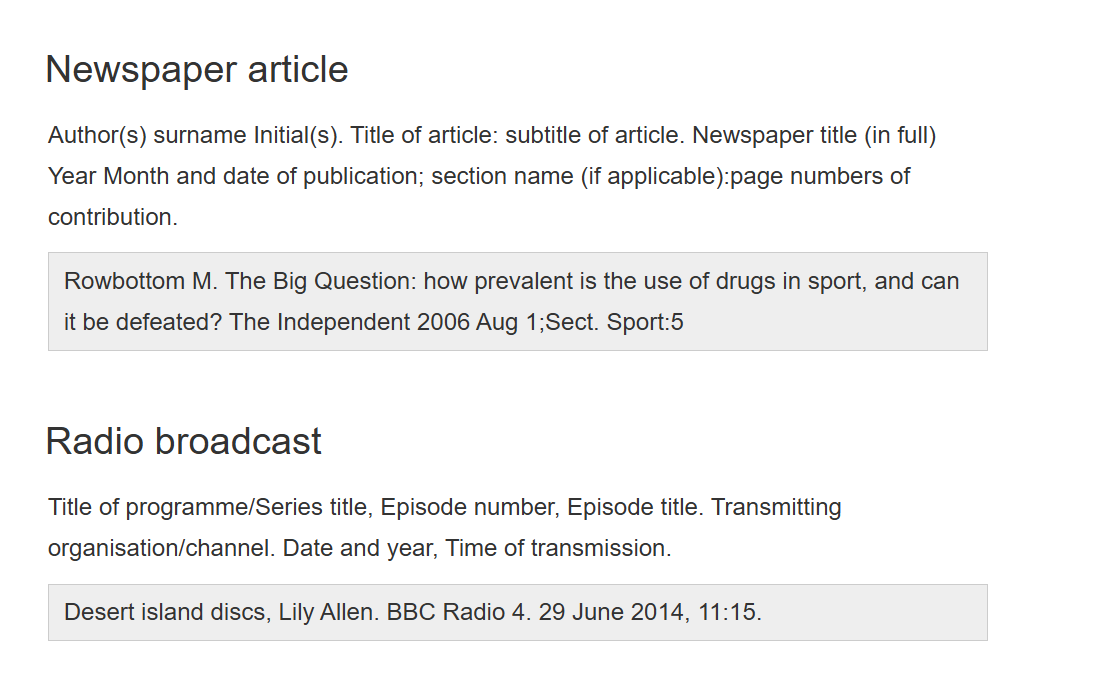 Newspaper article
Author(s) surname Initial(s). Title of article: subtitle of article. Newspaper title (in full)
Year Month and date of publication; section name (if applicable):page numbers of
contribution.
Rowbottom M. The Big Question: how prevalent is the use of drugs in sport, and can
it be defeated? The Independent 2006 Aug 1;Sect. Sport:5
Radio broadcast
Title of programme/Series title, Episode number, Episode title. Transmitting
organisation/channel. Date and year, Time of transmission.
Desert island discs, Lily Allen. BBC Radio 4. 29 June 2014, 11:15.